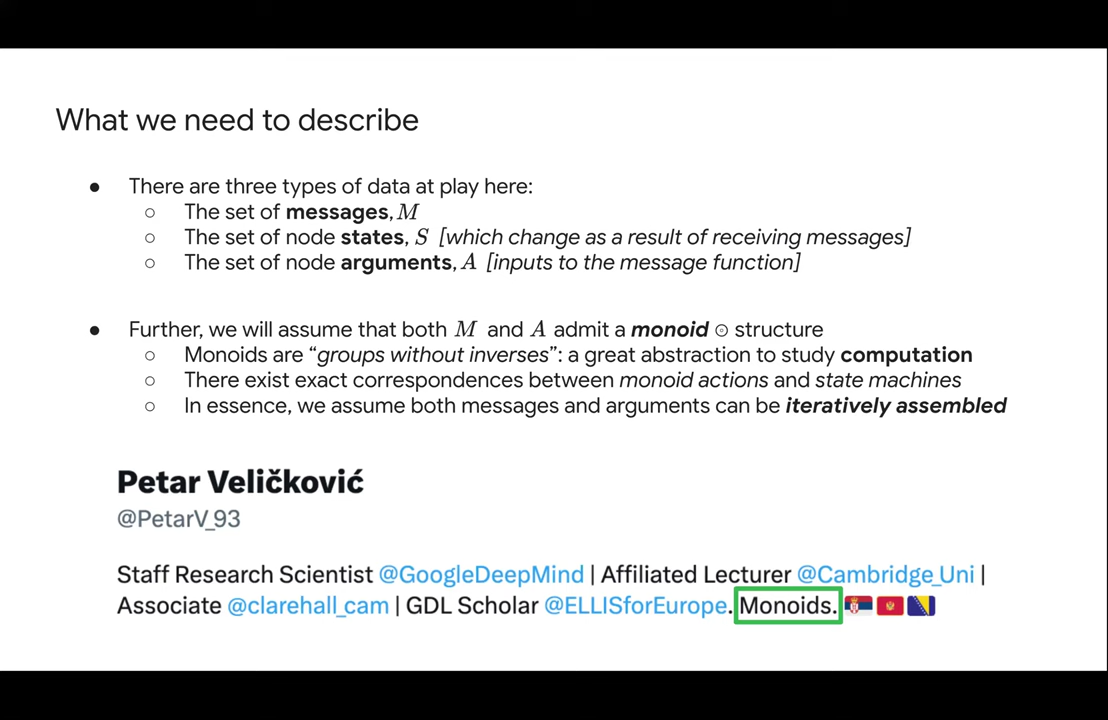 What we need to describe
● There are three types of data at play here:
○ The set of messages, M
○ The set of node states, S [which change as a result of receiving messages]
○ The set of node arguments, A [inputs to the message function]
● Further, we will assume that both M and A admit a monoid ⊙ structure
○ Monoids are “groups without inverses”: a great abstraction to study computation
○ There exist exact correspondences between monoid actions and state machines
○ In essence, we assume both messages and arguments can be iteratively assembled
Petar Veličković
@PetarV_93
Staff Research Scientist @GoogleDeepMind | Affiliated Lecturer @Cambridge_Uni |
Associate @clarehall_cam | GDL Scholar @ELLISforEurope. Monoids. 🇷🇸 🇲🇪 🇧🇦